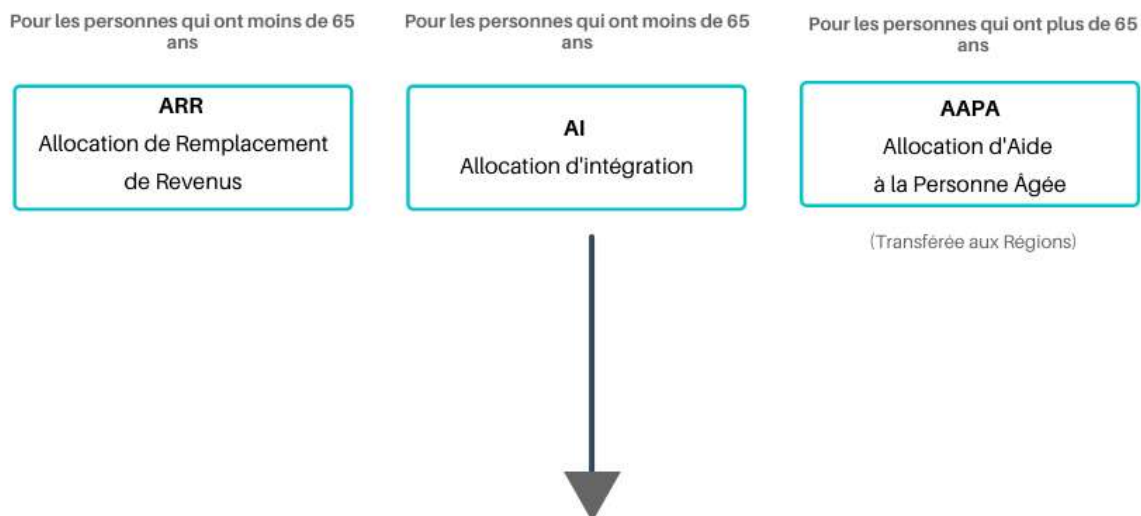 Pour les personnes qui ont moins de 65
ans
ARR
Allocation de Remplacement
de Revenus
Pour les personnes qui ont moins de 65
ans
AI
Allocation d'intégration
Pour les personnes qui ont plus de 65
ans
AAPA
Allocation d'Aide
à la Personne Âgée
(Transférée aux Régions)